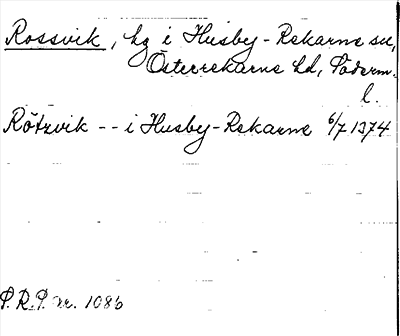 Rossvik, hg i Husby-Rekarne sn,
Österrekarne hd, Söderm.
l.
Rötzvik -- i Husby-Rekarne 6/7 1374
P.R.P. nr. 1086